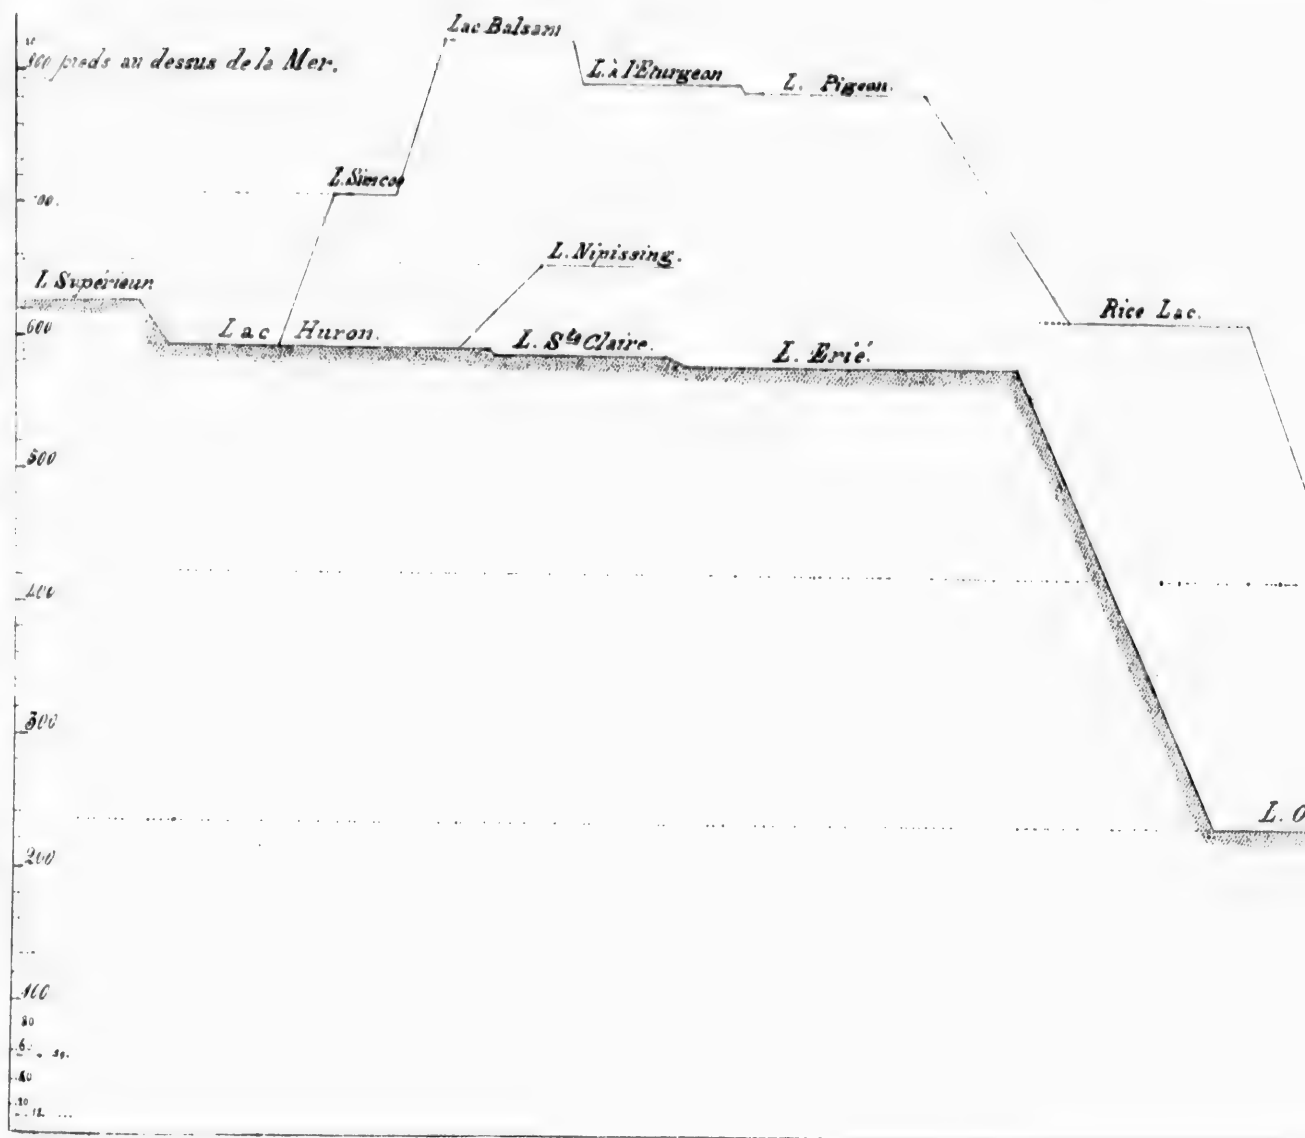 Lac Balsam
800 pieds au dessus de la Mer.
L. à l'Eturgeon
L. Pigeon.
L. Simcoe
700.
L. Nipissing.
L Supérieur
Rice Lac.
600
Lac Huron.
L. Ste Claire.
L. Erié.
500
400
300
L. O
200
100
80
60
40
20
12.